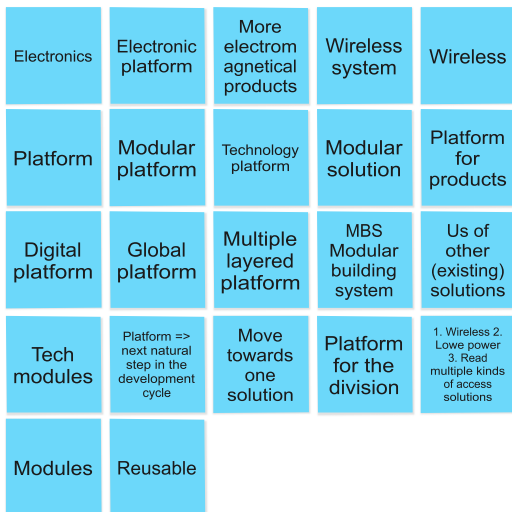 Electronics
Electronic
platform
More
electrom
agnetical
products
Wireless
system
Wireless
Platform
Modular
platform
Technology
platform
Modular
solution
Platform
for
products
Digital
platform
Global
platform
Multiple
layered
platform
MBS
Modular
building
system
Us of
other
(existing)
solutions
Tech
modules
Platform =>
next natural
step in the
development
cycle
Move
towards
one
solution
Platform
for the
division
1. Wireless 2.
Lowe power
3. Read
multiple kinds
of access
solutions
Modules
Reusable